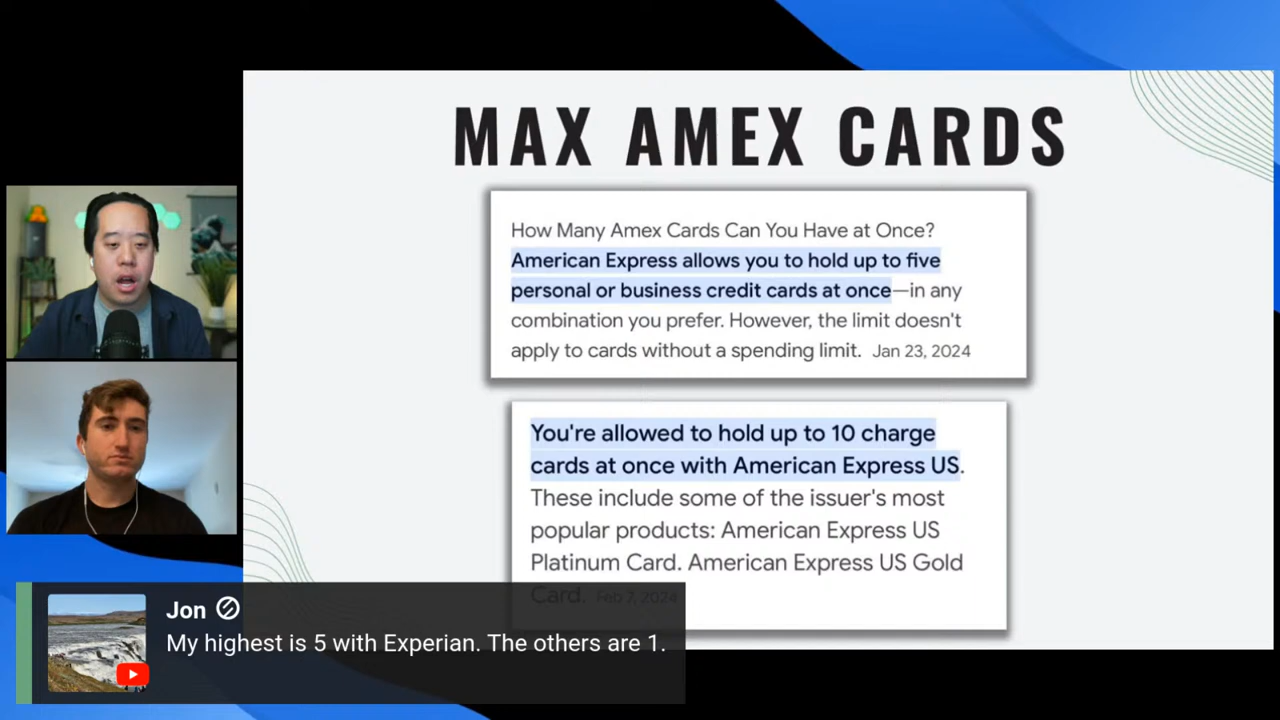 MAX AMEX CARDS
How Many Amex Cards Can You Have at Once?
American Express allows you to hold up to five
personal or business credit cards at once—in any
combination you prefer. However, the limit doesn't
apply to cards without a spending limit. Jan 23, 2024
You're allowed to hold up to 10 charge
cards at once with American Express US.
These include some of the issuer's most
popular products: American Express US
Platinum Card. American Express US Gold
Card. Feb 7, 2024
Jon
My highest is 5 with Experian. The others are 1.